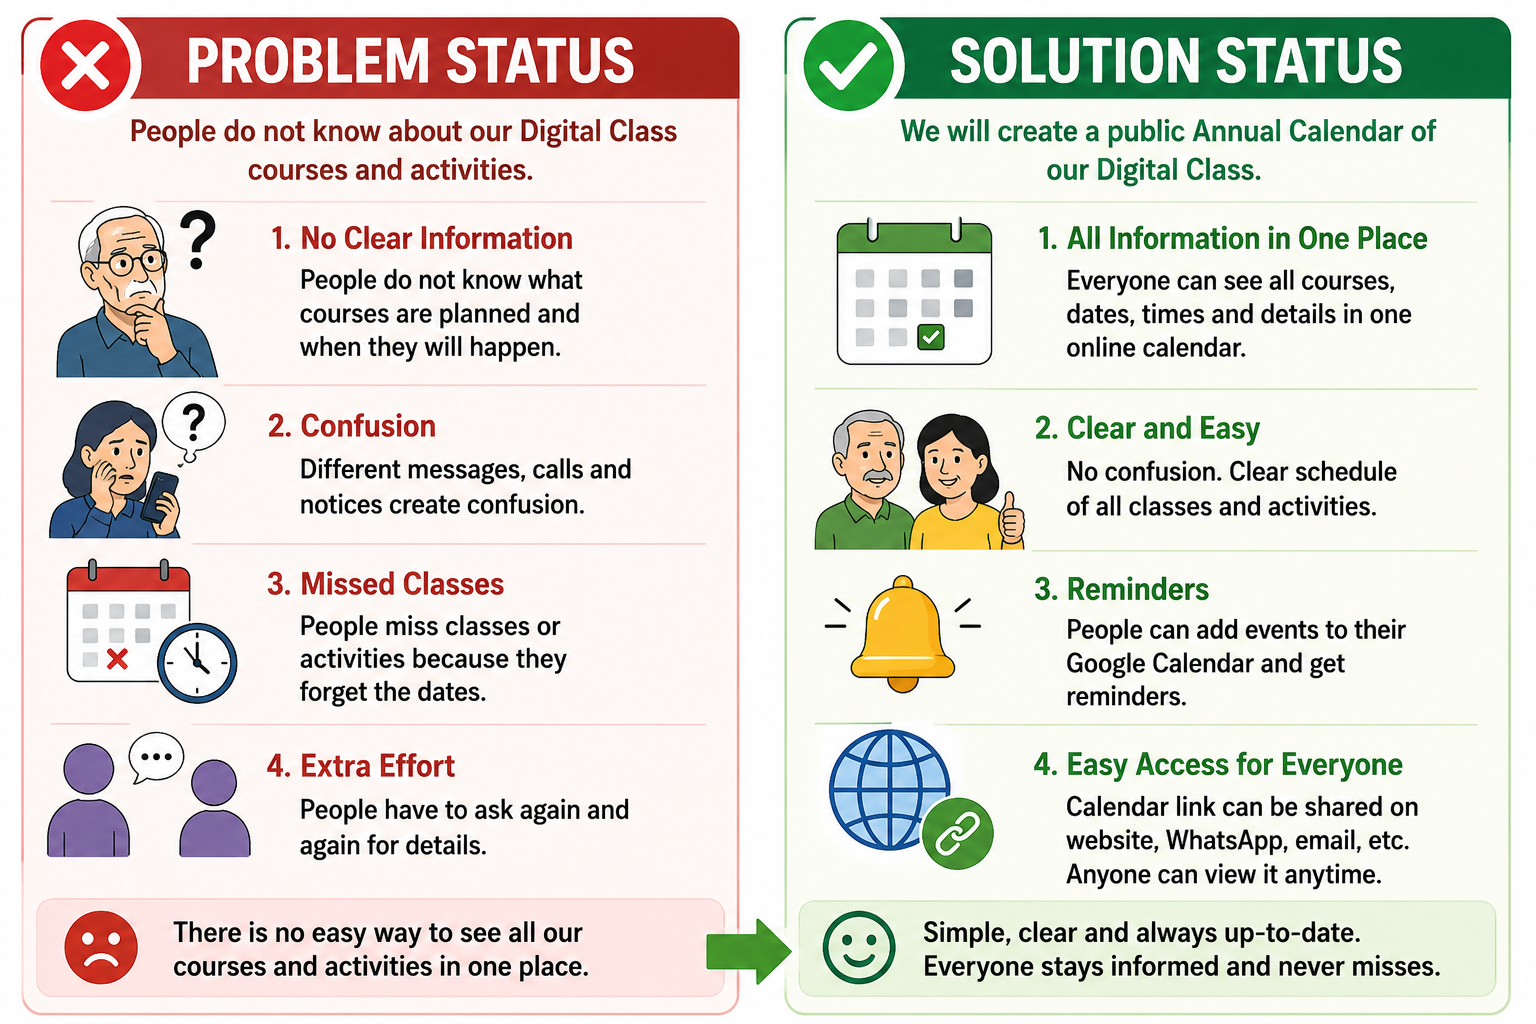 PROBLEM STATUS
People do not know about our Digital Class
courses and activities.
?
1. No Clear Information
People do not know what
courses are planned and
when they will happen.
?
2. Confusion
Different messages, calls and
notices create confusion.
3. Missed Classes
People miss classes or
activities because they
forget the dates.
4. Extra Effort
People have to ask again and
again for details.
There is no easy way to see all our
courses and activities in one place.
SOLUTION STATUS
We will create a public Annual Calendar of
our Digital Class.
1. All Information in One Place
Everyone can see all courses,
dates, times and details in one
online calendar.
2. Clear and Easy
No confusion. Clear schedule
of all classes and activities.
3. Reminders
People can add events to their
Google Calendar and get
reminders.
4. Easy Access for Everyone
Calendar link can be shared on
website, WhatsApp, email, etc.
Anyone can view it anytime.
Simple, clear and always up-to-date.
Everyone stays informed and never misses.